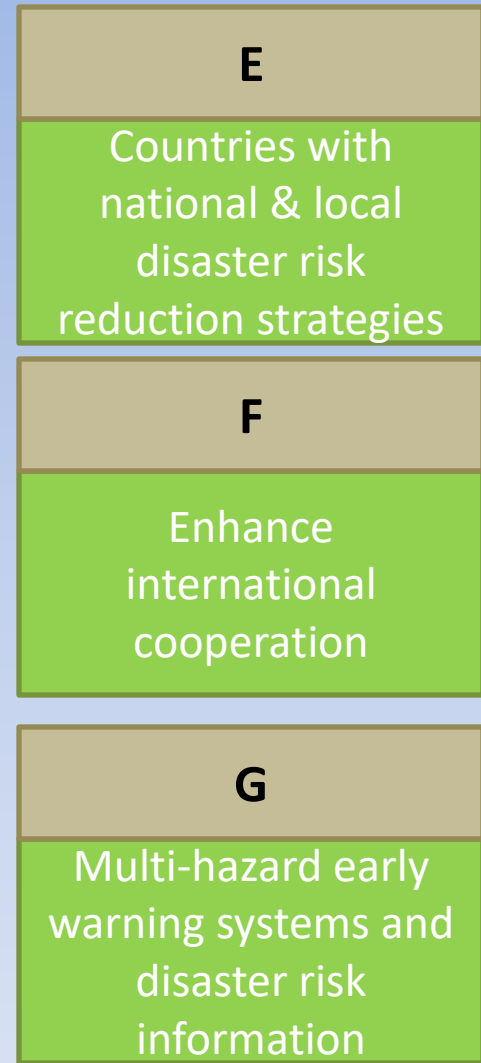 E
Countries with
national & local
disaster risk
reduction strategies
F
Enhance
international
cooperation
G
Multi-hazard early
warning systems and
disaster risk
information